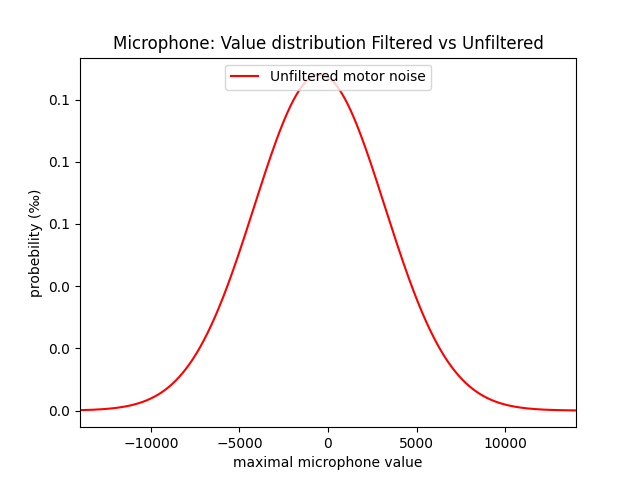 Microphone: Value distribution Filtered vs Unfiltered
Unfiltered motor noise
0.1
0.1
0.1
0.0
0.0
0.0
probebility (‰)
−10000
−5000
0
5000
10000
maximal microphone value